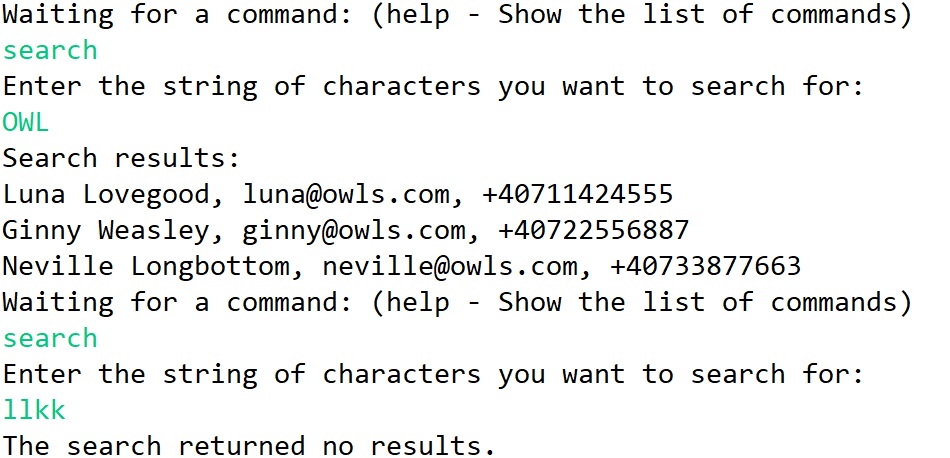 Waiting for a command: (help - Show the list of commands)
search
Enter the string of characters you want to search for:
OWL
Search results:
Luna Lovegood, luna@owls.com, +40711424555
Ginny Weasley, ginny@owls.com, +40722556887
Neville Longbottom, neville@owls.com, +40733877663
Waiting for a command: (help - Show the list of commands)
search
Enter the string of characters you want to search for:
llkk
The search returned no results.